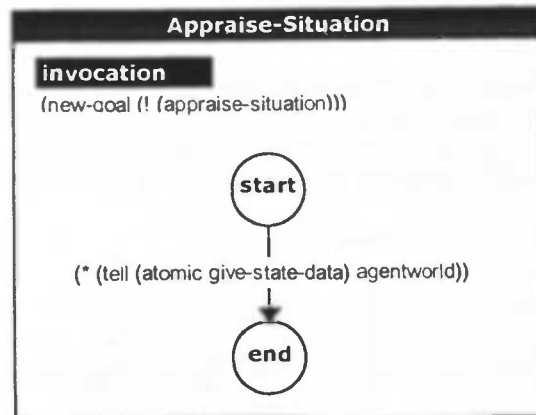 Appraise-Situation
invocation
(new-goal (! (appraise-situation)))
start
(* (tell (atomic give-state-data) agentworld))
end